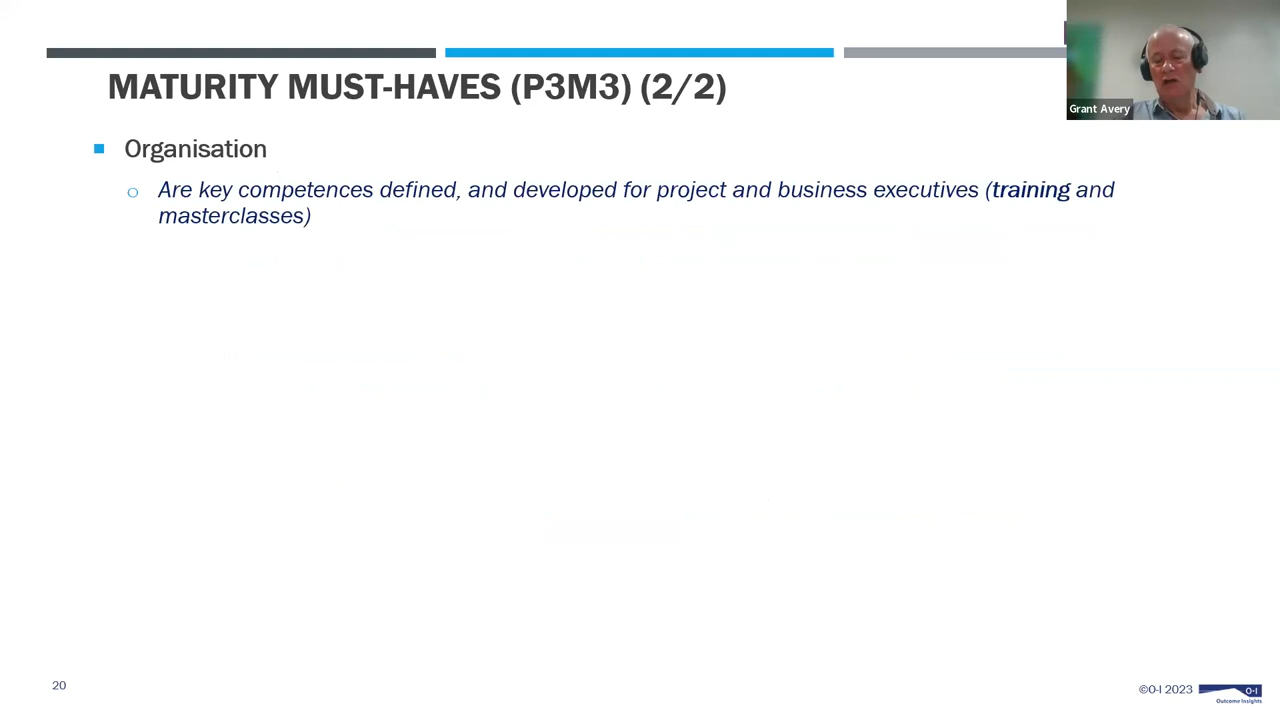 MATURITY MUST-HAVES (P3M3) (2/2)
Grant Avery
Organisation
Are key competences defined, and developed for project and business executives (training and
masterclasses)
20
©O-I 2023
O-I
Outcome Insights